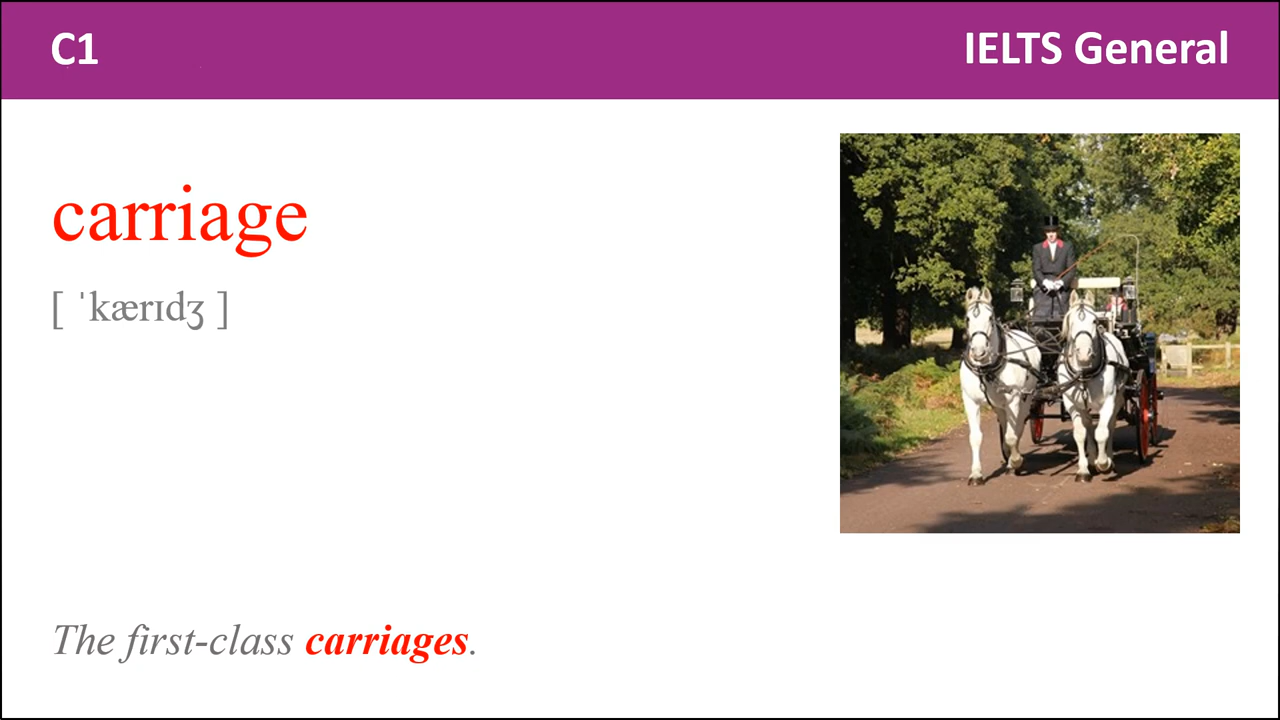 C1
IELTS General
carriage
[ ˈkærɪdʒ ]
The first-class carriages.